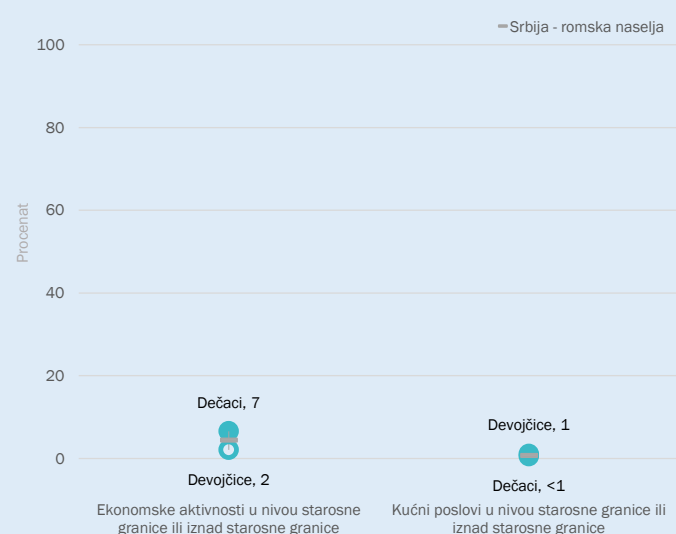 Srbija - romska naselja
100
80
60
40
20
0
Procenat
Dečaci, 7
Devojčice, 2
Devojčice, 1
Dečaci, <1
Ekonomske aktivnosti u nivou starosne
granice ili iznad starosne granice
Kućni poslovi u nivou starosne granice ili
iznad starosne granice